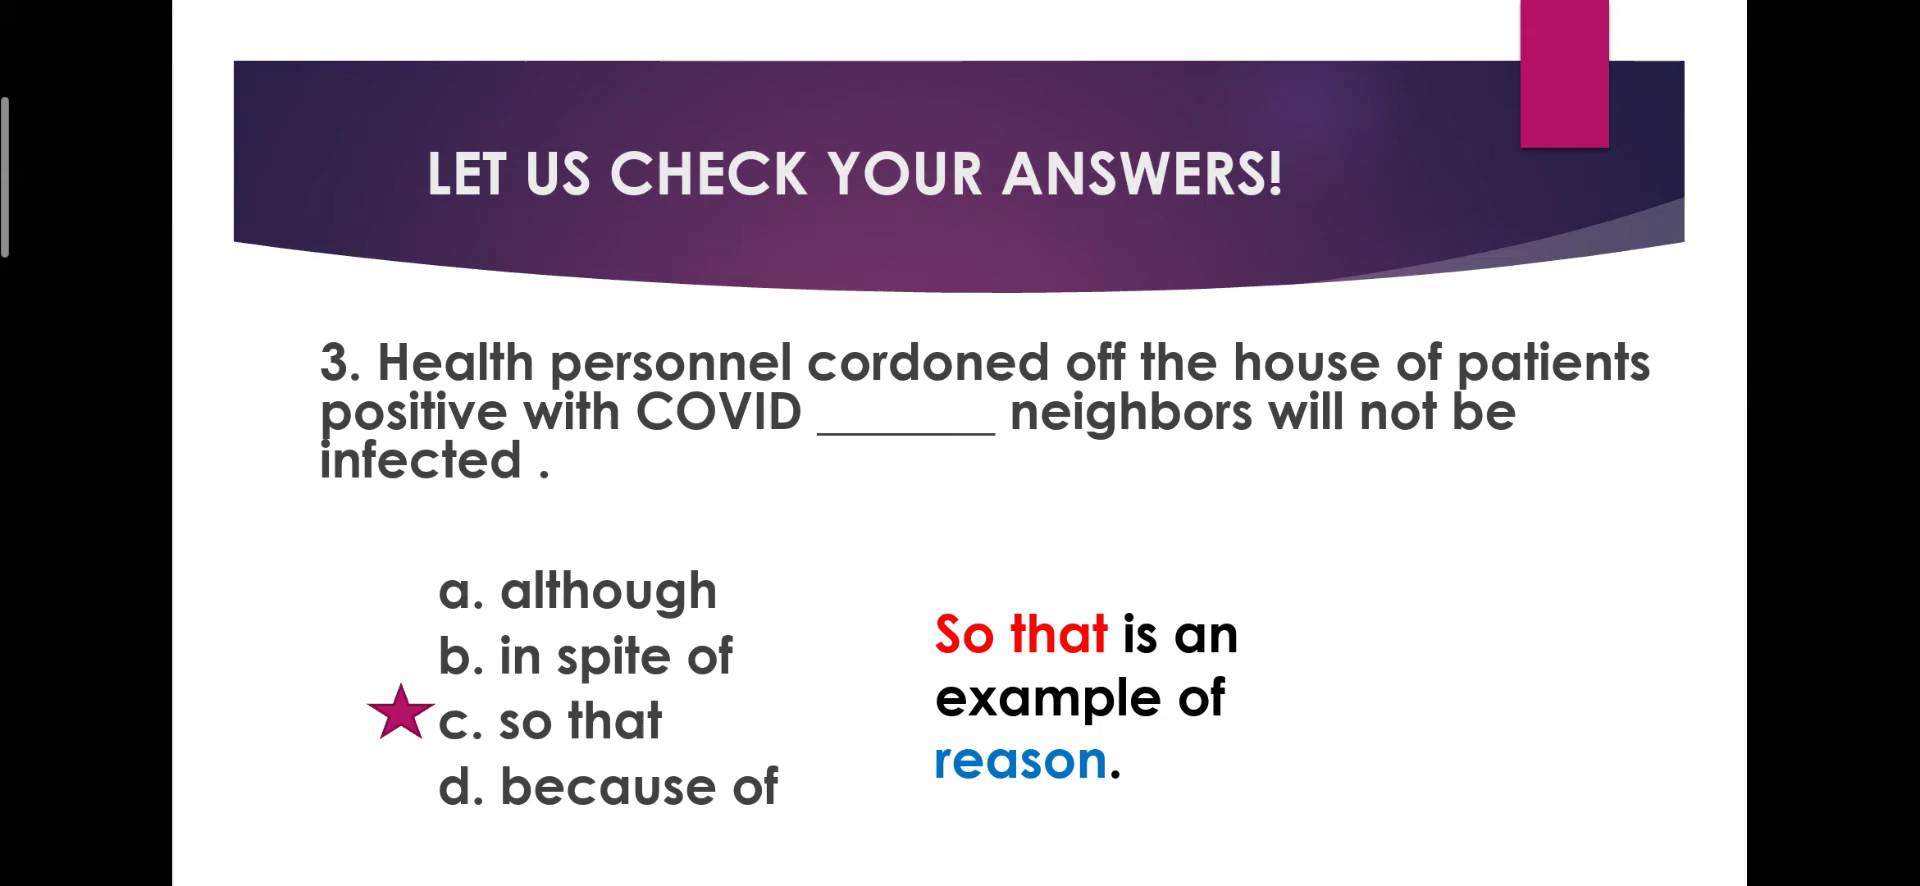 LET US CHECK YOUR ANSWERS!
3. Health personnel cordoned off the house of patients
positive with COVID _______ neighbors will not be
infected .
a. although
b. in spite of
c. so that
d. because of
So that is an
example of
reason.